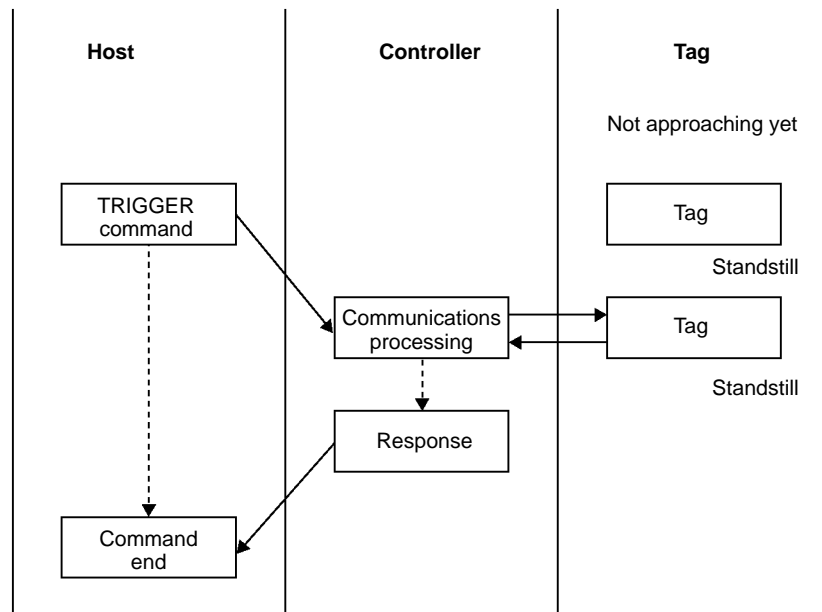 Host
Controller
Tag
Not approaching yet
TRIGGER
command
Tag
Standstill
Communications
processing
Tag
Standstill
Response
Command
end